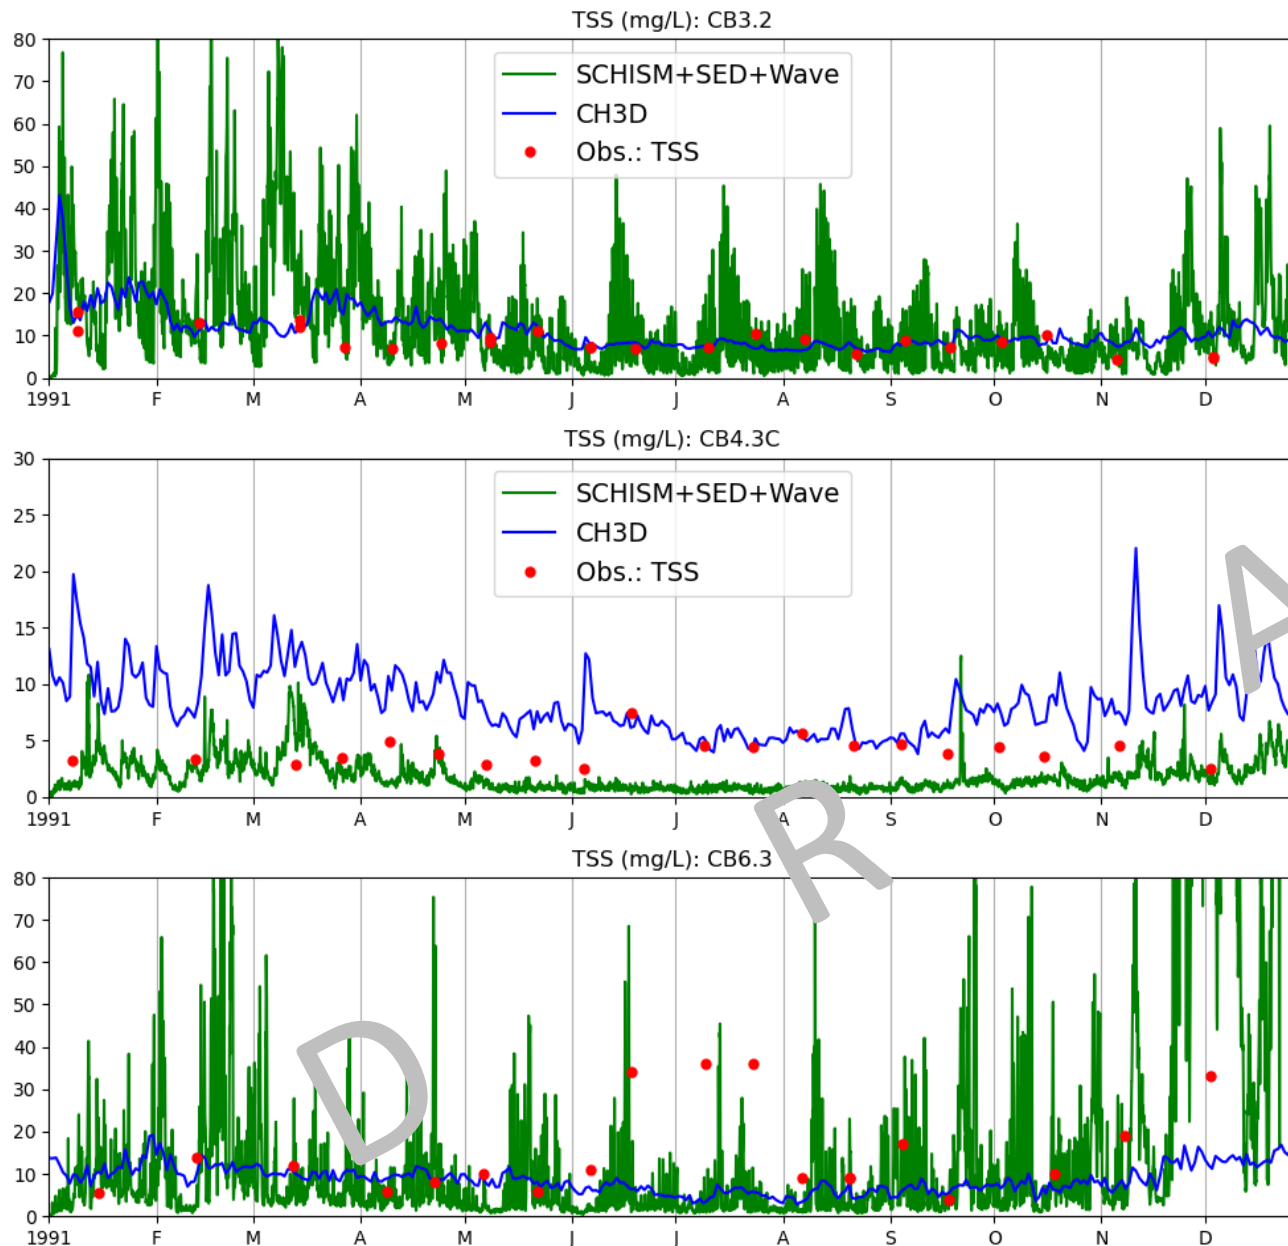 TSS (mg/L): CB3.2
80
70
60
50
40
30
20
10
0
SCHISM+SED+Wave
CH3D
Obs.: TSS
1991 F M A M J J A S O N D
TSS (mg/L): CB4.3C
30
25
20
15
10
5
0
SCHISM+SED+Wave
CH3D
Obs.: TSS
1991 F M A M J J A S O N D
TSS (mg/L): CB6.3
80
70
60
50
40
30
20
10
0
1991 F M A M J J A S O N D
D R A